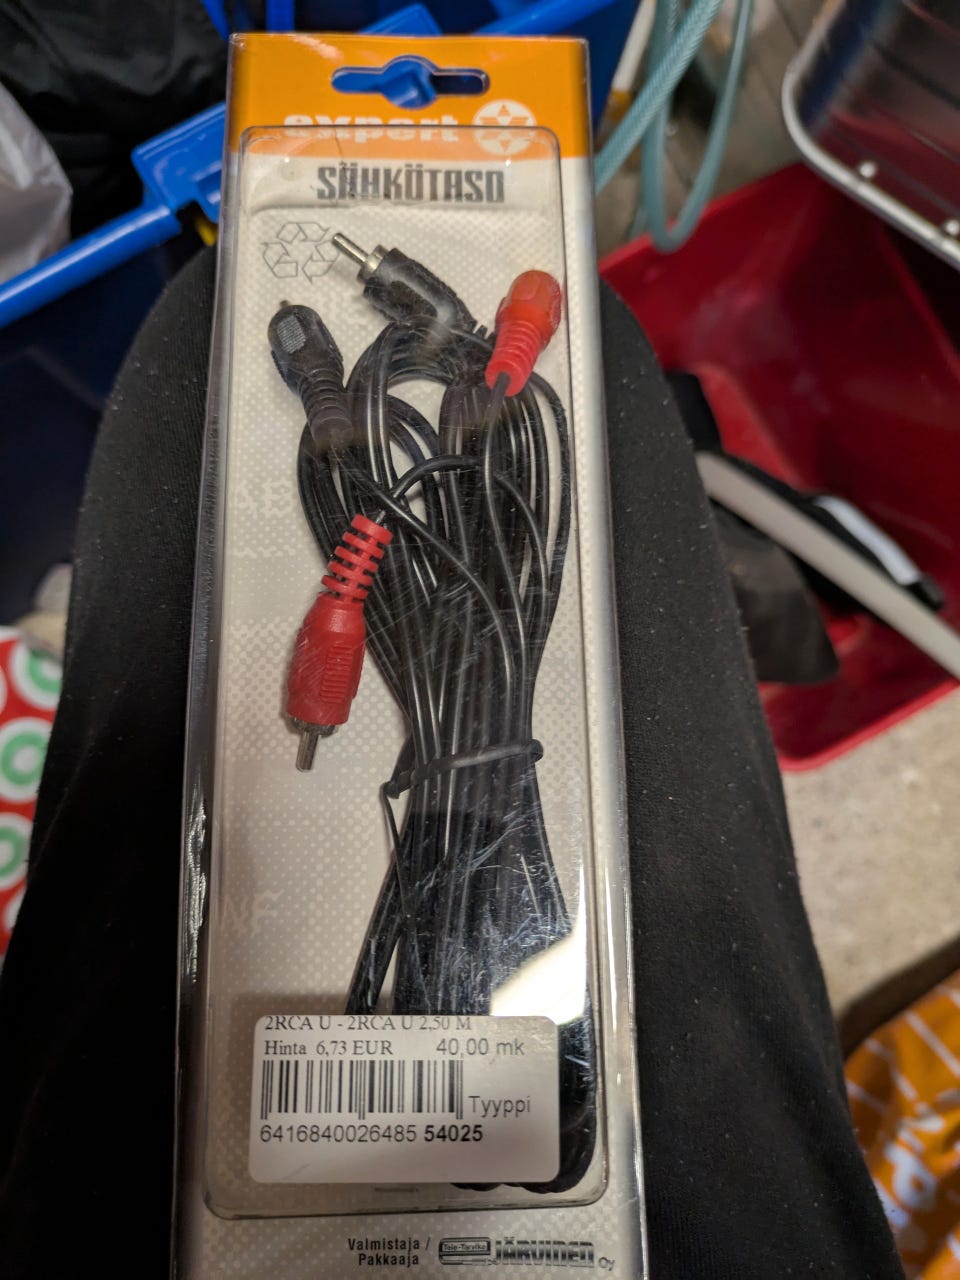 expert
SÄHKÖTASO
2RCA U - 2RCA U 2,50 M
Hinta 6,73 EUR 40,00 mk
Tyyppi
6416840026485 54025
Valmistaja /
Pakkaaja
Tele-Tarvike
JÄRVINEN Oy